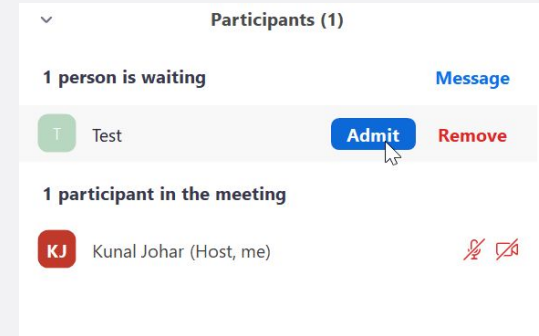 Participants (1)
1 person is waiting Message
T Test Admit Remove
1 participant in the meeting
KJ Kunal Johar (Host, me)